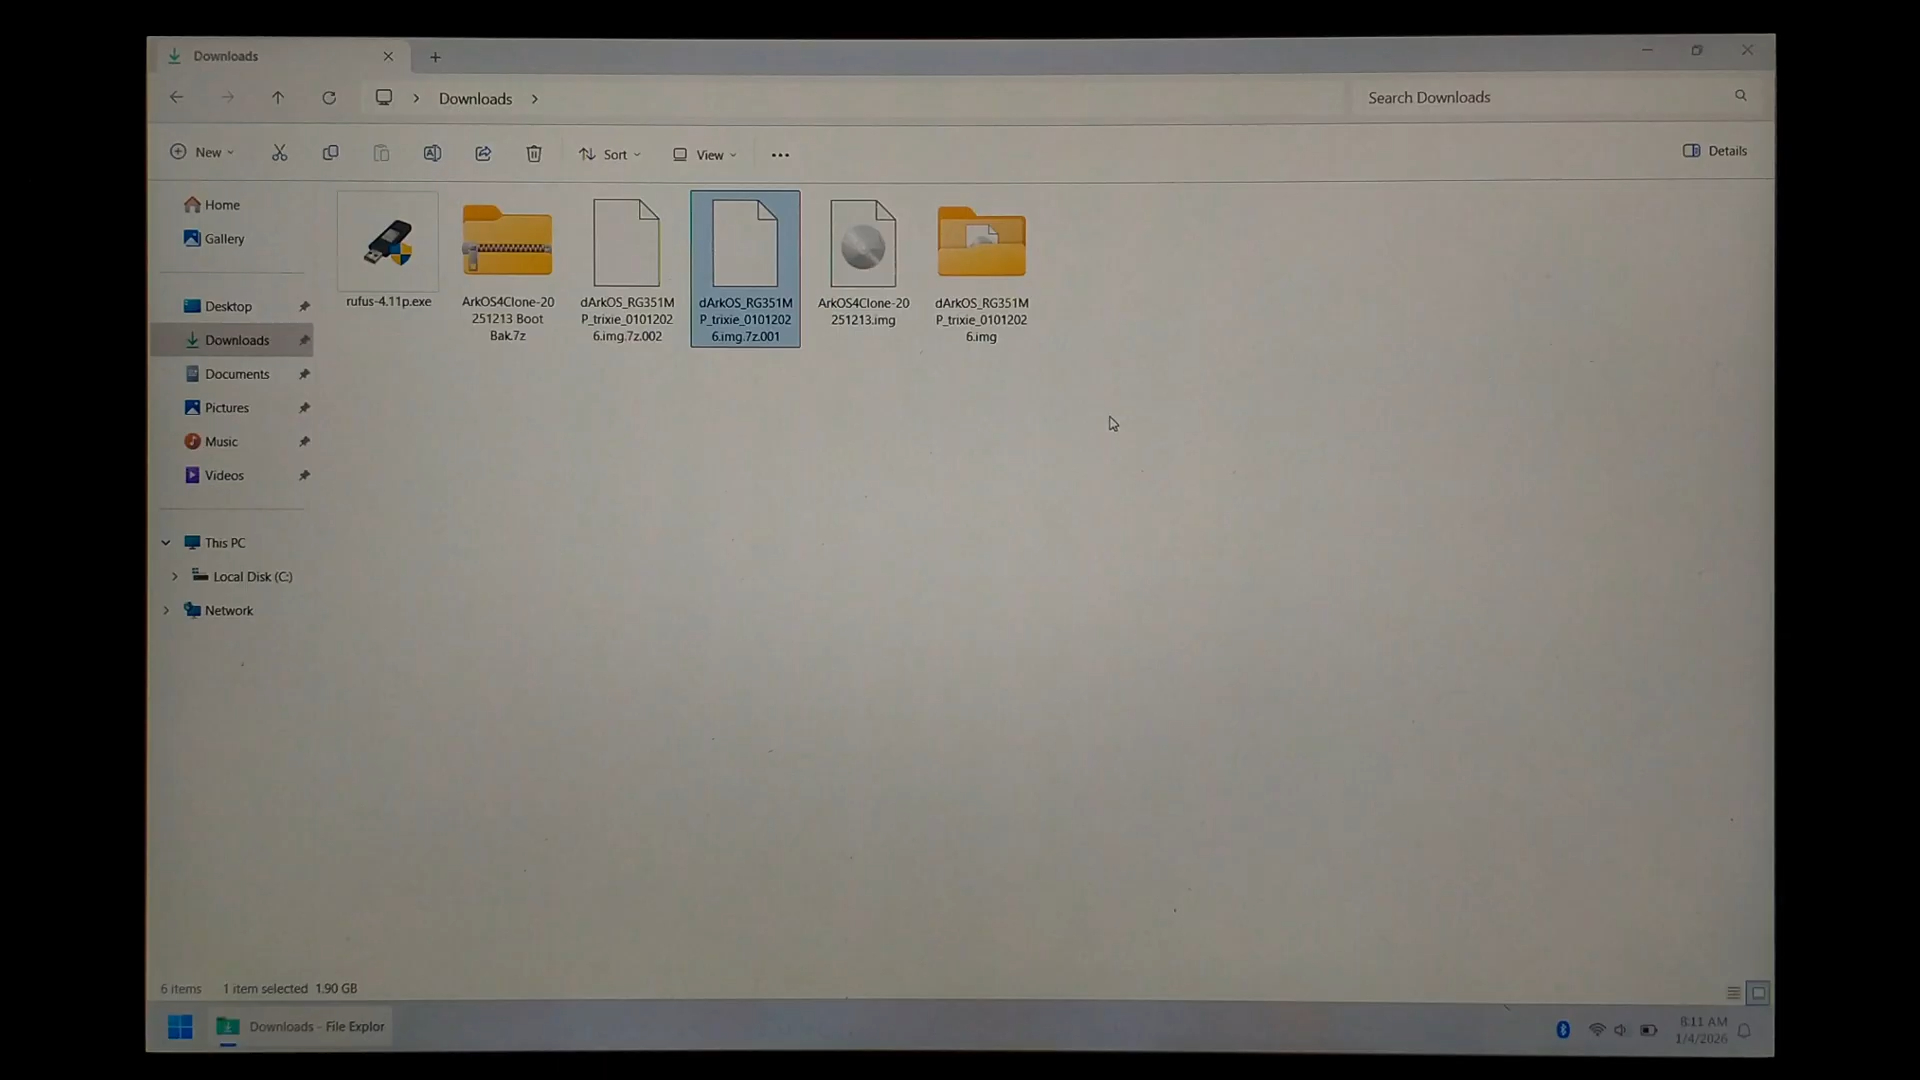 Downloads
Downloads
Search Downloads
New
Sort
View
Details
Home
Gallery
Desktop
Downloads
Documents
Pictures
Music
Videos
This PC
Local Disk (C:)
Network
rufus-4.11p.exe
ArkOS4Clone-20
251213 Boot
Bak.7z
dArkOS_RG351M
P_trixie_0101202
6.img.7z.002
dArkOS_RG351M
P_trixie_0101202
6.img.7z.001
ArkOS4Clone-20
251213.img
dArkOS_RG351M
P_trixie_0101202
6.img
6 items 1 item selected 1.90 GB
Downloads - File Explor
8:11 AM
1/4/2026